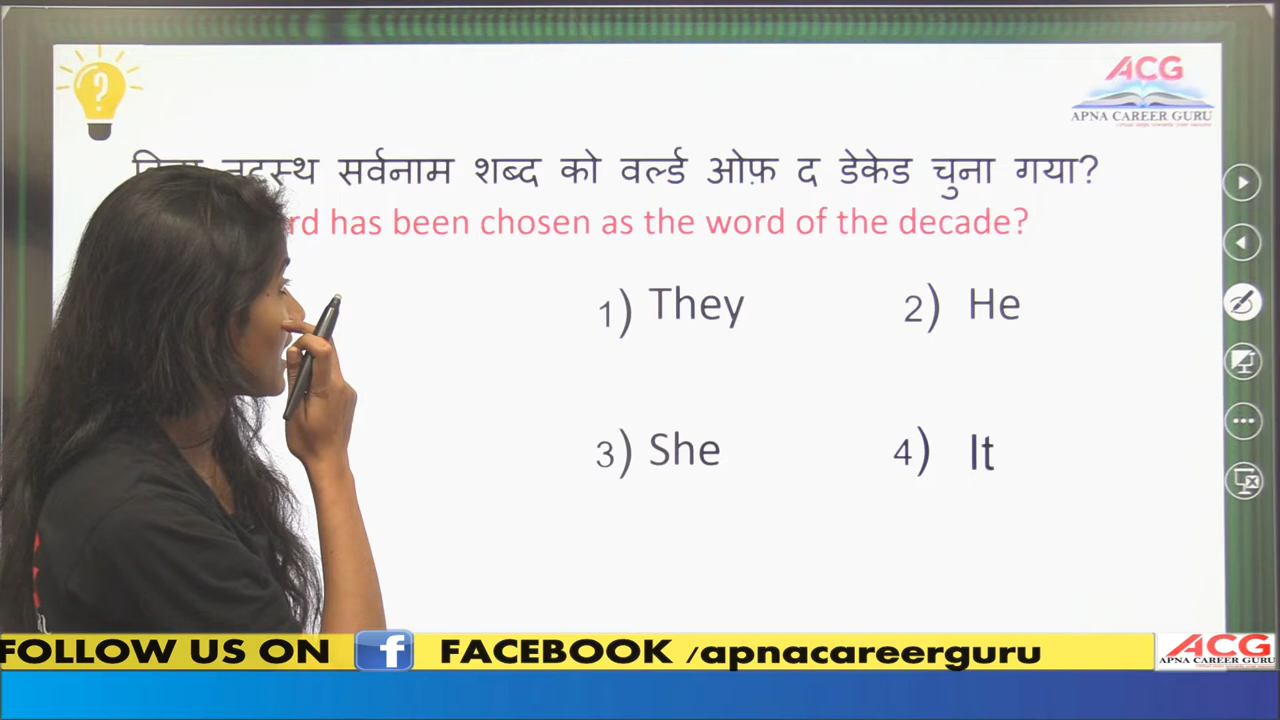 ACG
APNA CAREER GURU
सर्वनाम शब्द को वर्ल्ड ओफ़ द डेकेड चुना गया?
has been chosen as the word of the decade?
1) They
2) He
3) She
4) It
FOLLOW US ON f FACEBOOK /apnacareerguru
ACG
APNA CAREER GURU